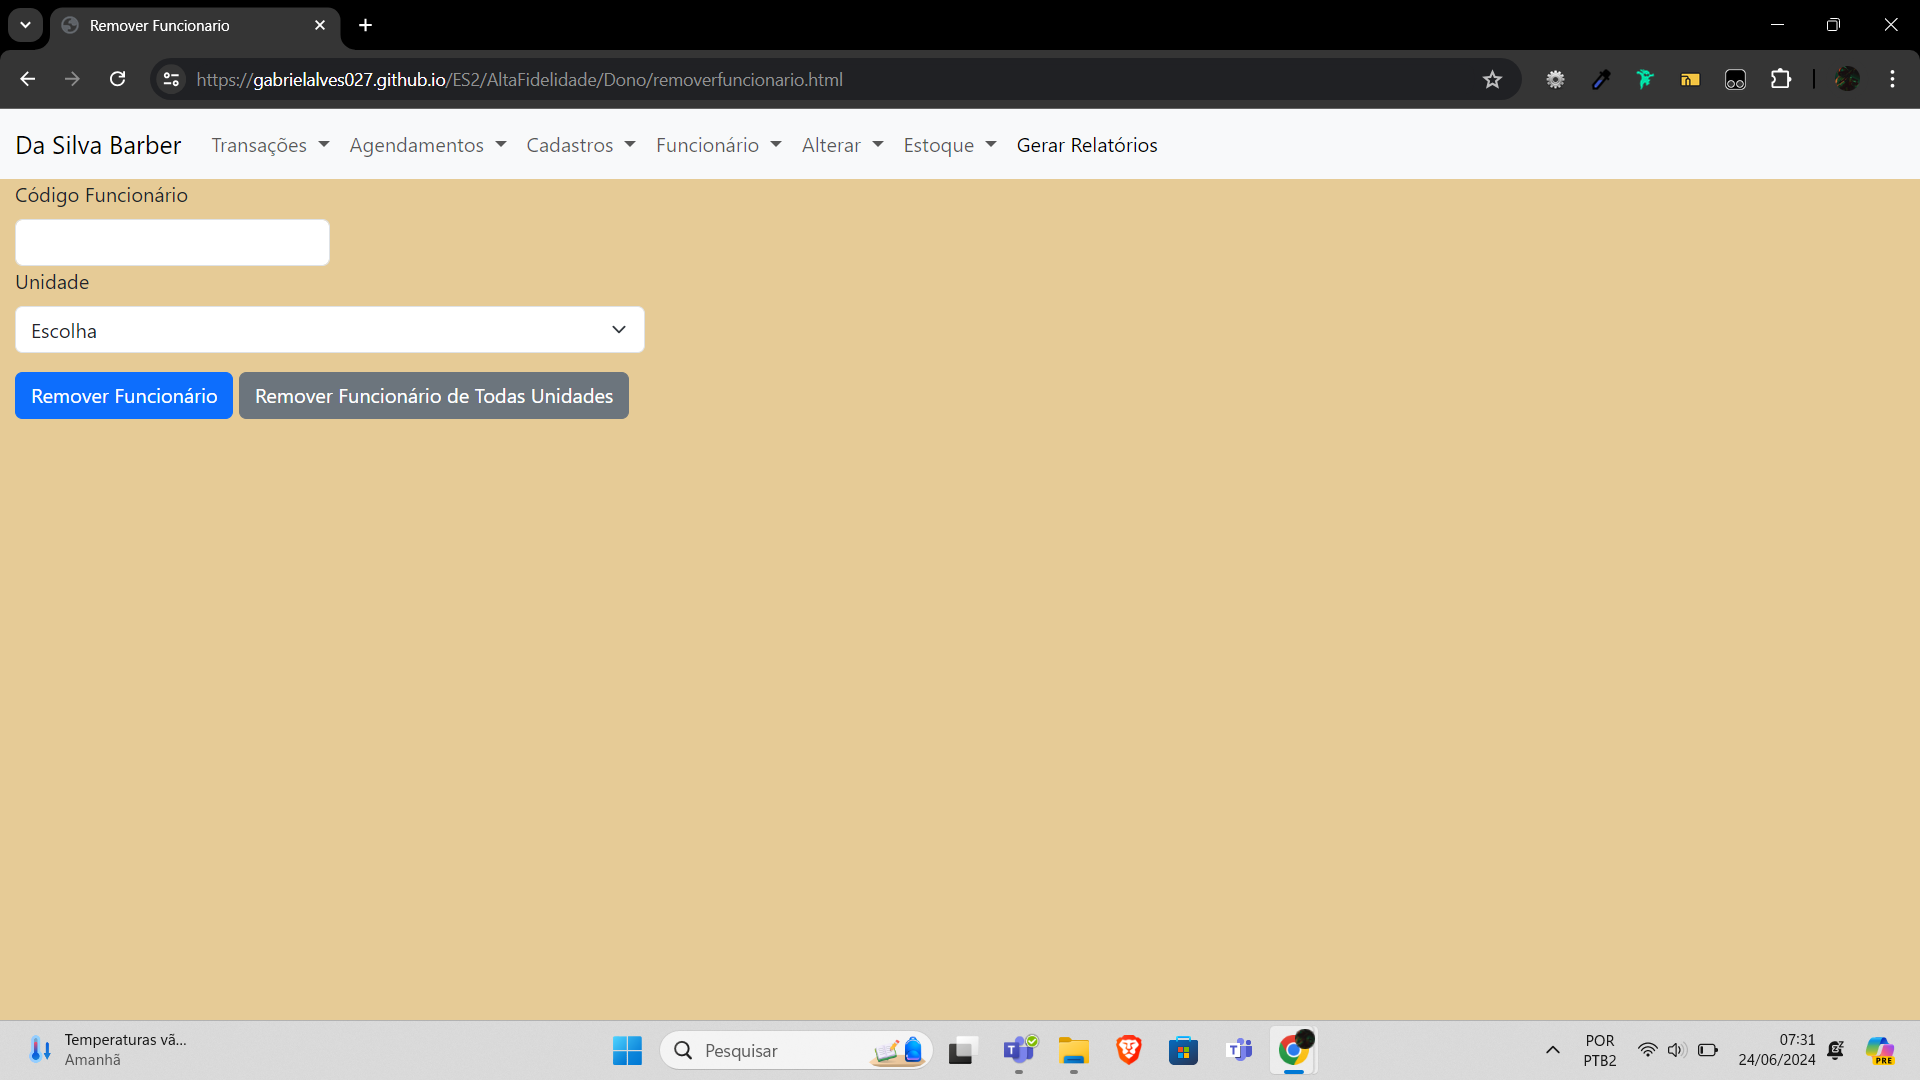 Remover Funcionario
https://gabrielalves027.github.io/ES2/AltaFidelidade/Dono/removerfuncionario.html
Da Silva Barber Transações Agendamentos Cadastros Funcionário Alterar Estoque Gerar Relatórios
Código Funcionário
Unidade
Escolha
Remover Funcionário Remover Funcionário de Todas Unidades
Temperaturas vã...
Amanhã
Pesquisar
POR
PTB2
07:31
24/06/2024
PRE